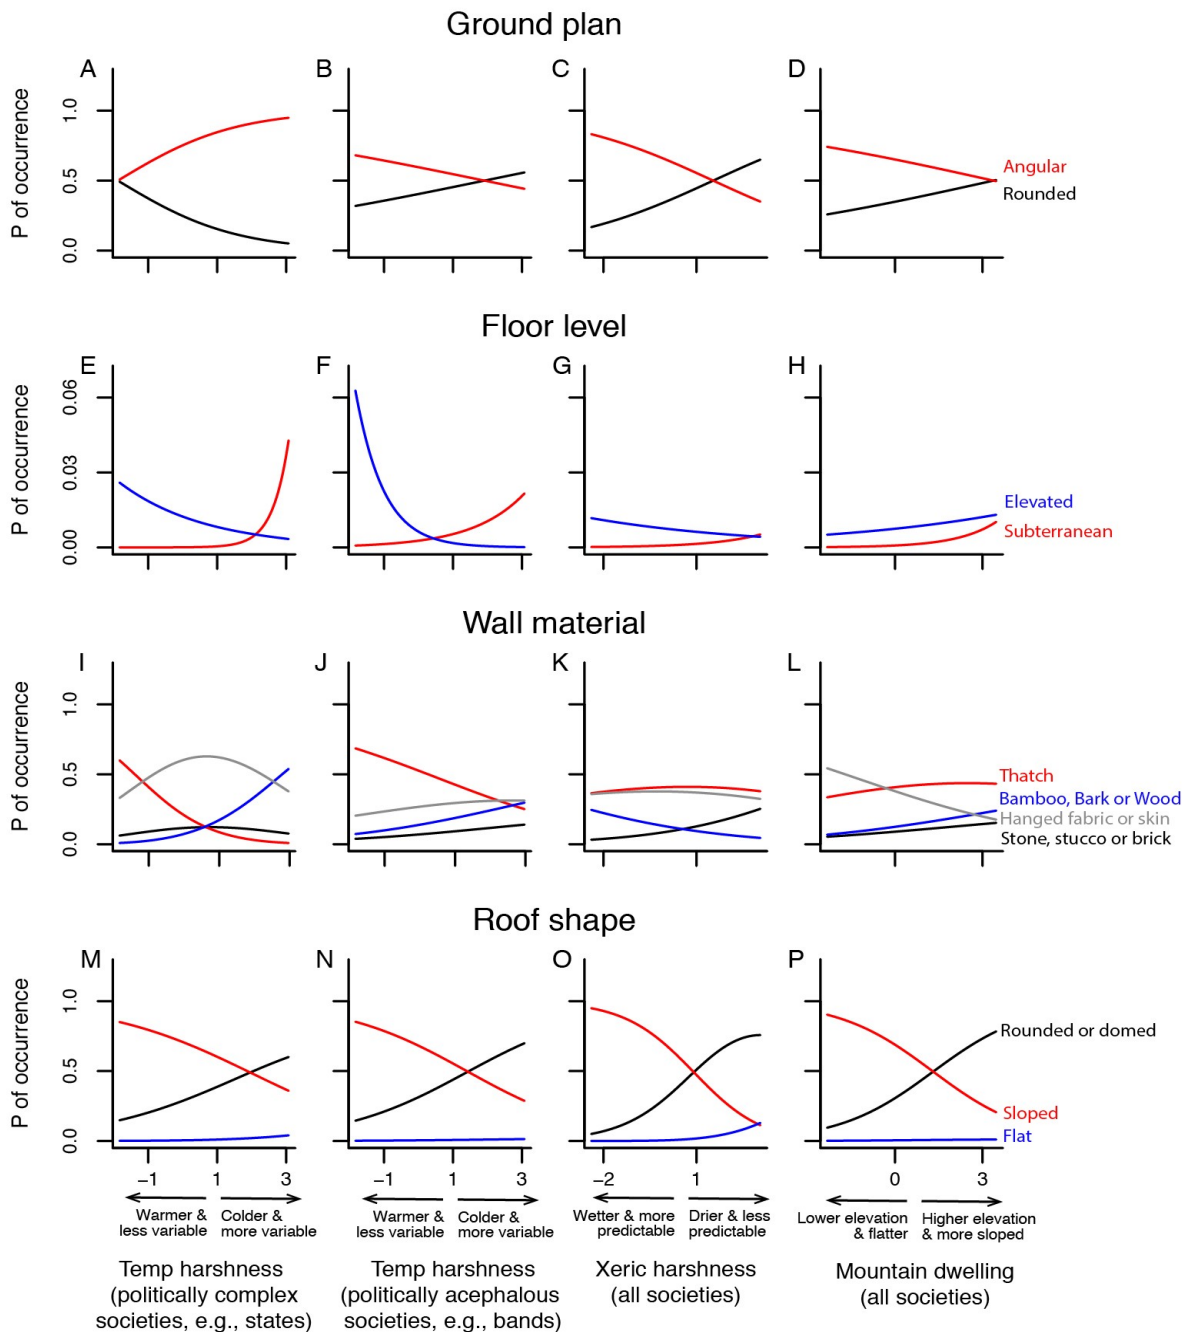 Ground plan
A
B
C
D
P of occurrence
1.0
0.5
0.0
Angular
Rounded
Floor level
E
F
G
H
P of occurrence
0.06
0.03
0.00
Elevated
Subterranean
Wall material
I
J
K
L
P of occurrence
1.0
0.5
0.0
Thatch
Bamboo, Bark or Wood
Hanged fabric or skin
Stone, stucco or brick
Roof shape
M
N
O
P
P of occurrence
1.0
0.5
0.0
Rounded or domed
Sloped
Flat
−1 1 3
−1 1 3
−2 1
0 3
Warmer &
less variable
Colder &
more variable
Warmer &
less variable
Colder &
more variable
Wetter & more
predictable
Drier & less
predictable
Lower elevation
& flatter
Higher elevation
& more sloped
Temp harshness
(politically complex
societies, e.g., states)
Temp harshness
(politically acephalous
societies, e.g., bands)
Xeric harshness
(all societies)
Mountain dwelling
(all societies)